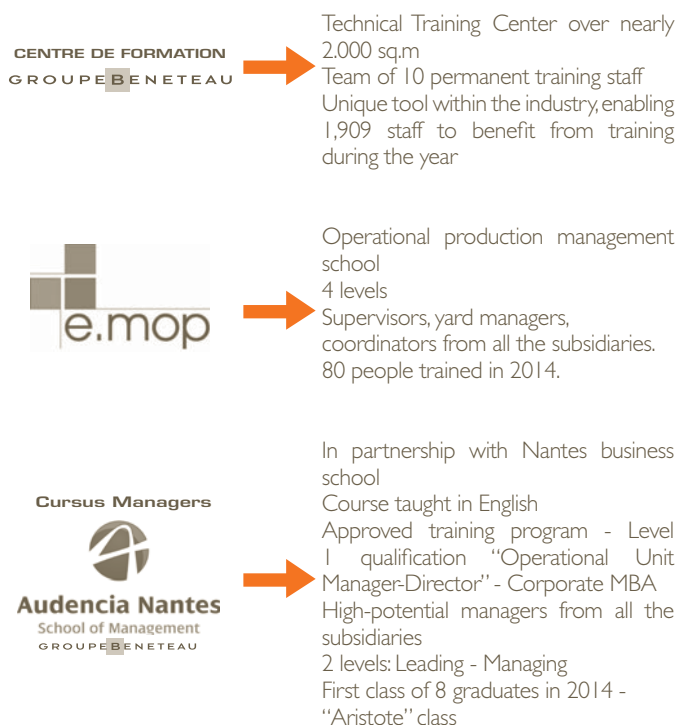 CENTRE DE FORMATION
GROUPE BENETEAU
Technical Training Center over nearly
2.000 sq.m
Team of 10 permanent training staff
Unique tool within the industry, enabling
1,909 staff to benefit from training
during the year
e.mop
Operational production management
school
4 levels
Supervisors, yard managers,
coordinators from all the subsidiaries.
80 people trained in 2014.
Cursus Managers
Audencia Nantes
School of Management
GROUPE BENETEAU
In partnership with Nantes business
school
Course taught in English
Approved training program - Level
1 qualification “Operational Unit
Manager-Director” - Corporate MBA
High-potential managers from all the
subsidiaries
2 levels: Leading - Managing
First class of 8 graduates in 2014 -
“Aristote” class